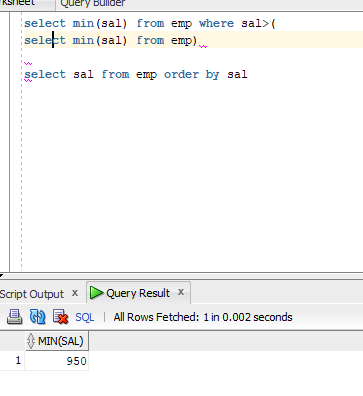 ksheet Query Builder
select min(sal) from emp where sal>(
select min(sal) from emp)
select sal from emp order by sal
Script Output x Query Result x
SQL | All Rows Fetched: 1 in 0.002 seconds
MIN(SAL)
1 950